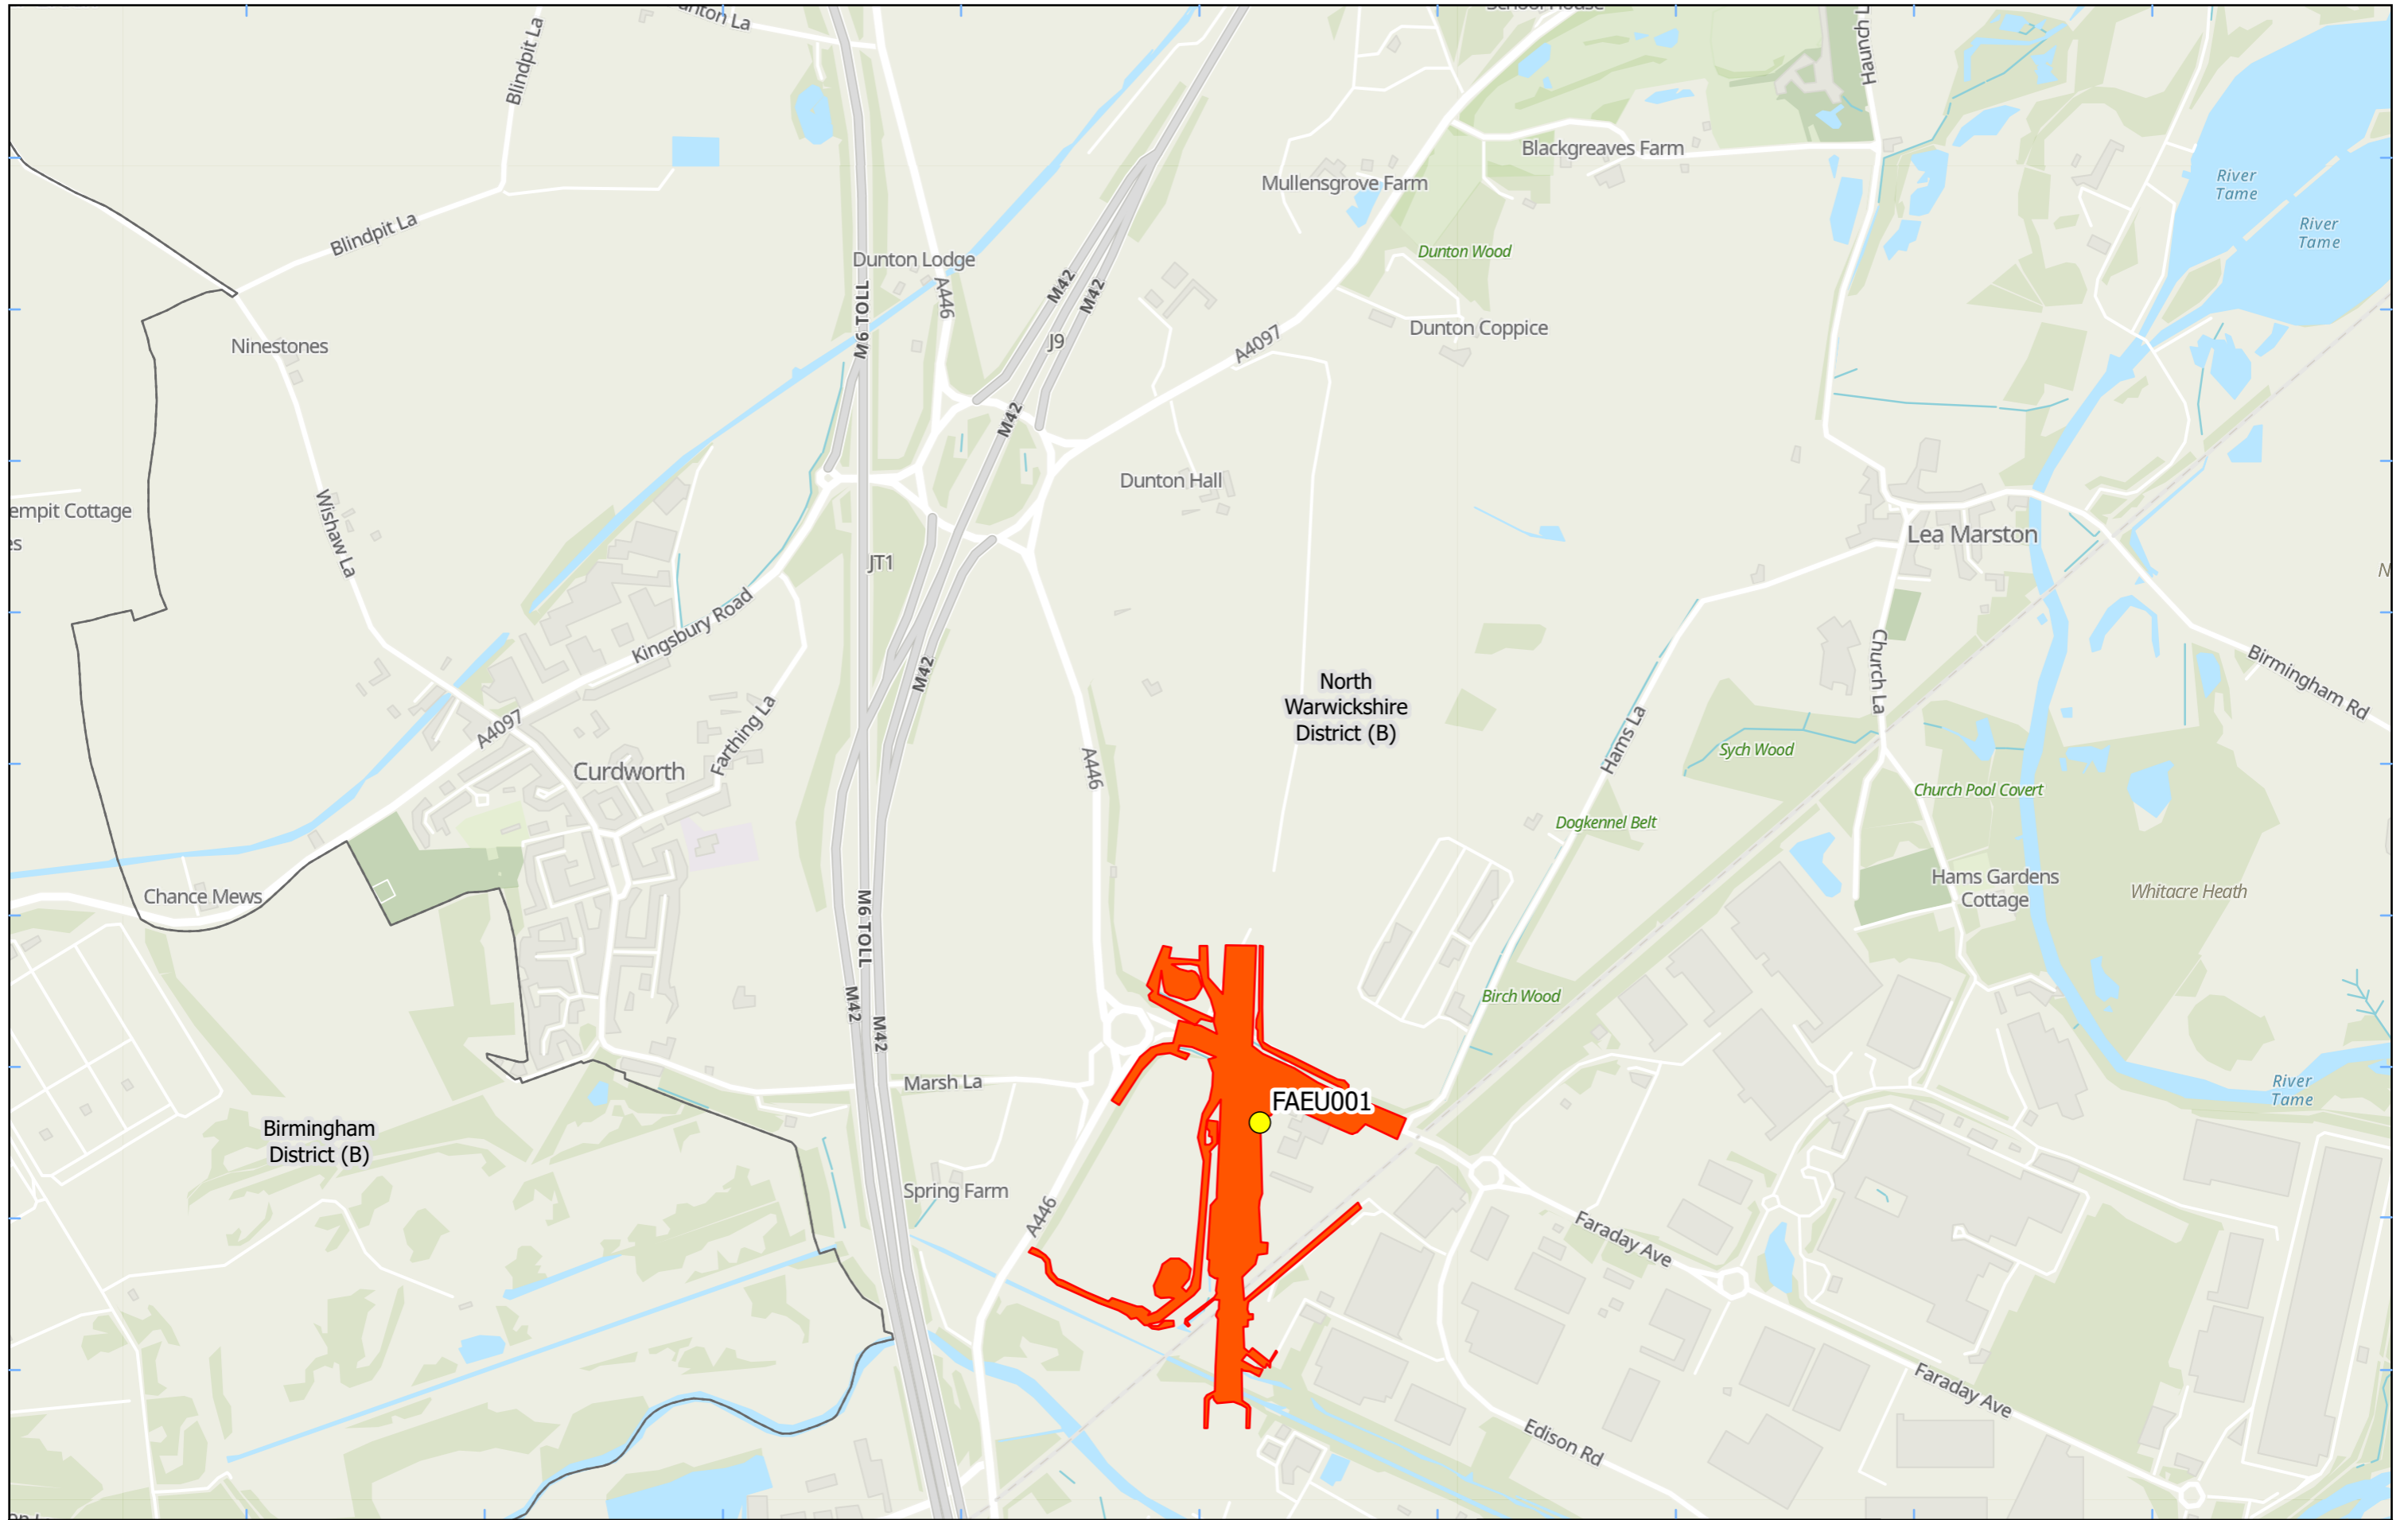 Blindpit La
Haunch L
Blackgreaves Farm
Mullensgrove Farm
River
Tame
River
Tame
Blindpit La
Dunton Wood
Dunton Lodge
M42
M42
A446
M6 TOLL
Dunton Coppice
J9
A4097
Ninestones
M42
Dunton Hall
empit Cottage
Wishaw La
Lea Marston
JT1
es
Kingsbury Road
M42
Church La
Birmingham Rd
North
Warwickshire
District (B)
A4097
Farthing La
Hams La
Sych Wood
Curdworth
A446
Church Pool Covert
Dogkennel Belt
Chance Mews
Hams Gardens
Cottage
Whitacre Heath
M6 TOLL
Birch Wood
M42
M42
Marsh La
River
Tame
FAEU001
Birmingham
District (B)
Spring Farm
A446
Faraday Ave
Faraday Ave
Edison Rd